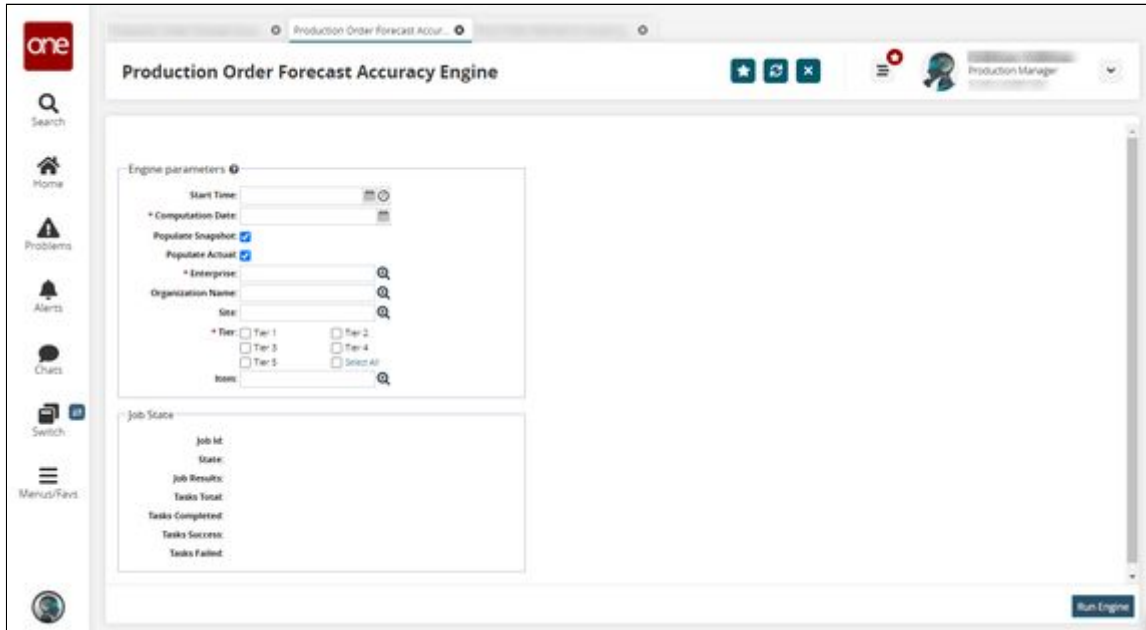 one
Production Order Forecast Accur...
Production Order Forecast Accuracy Engine
Production Manager
Search
Home
Problems
Alerts
Chats
Switch
Menus/Favs
Engine parameters
Start Time:
* Computation Date:
Populate Snapshot:
Populate Actual:
* Enterprise:
Organization Name:
Site:
* Tier: Tier 1 Tier 2
Tier 3 Tier 4
Tier 5 Select All
Item:
Job State
Job Id:
State:
Job Results:
Tasks Total:
Tasks Completed:
Tasks Success:
Tasks Failed:
Run Engine